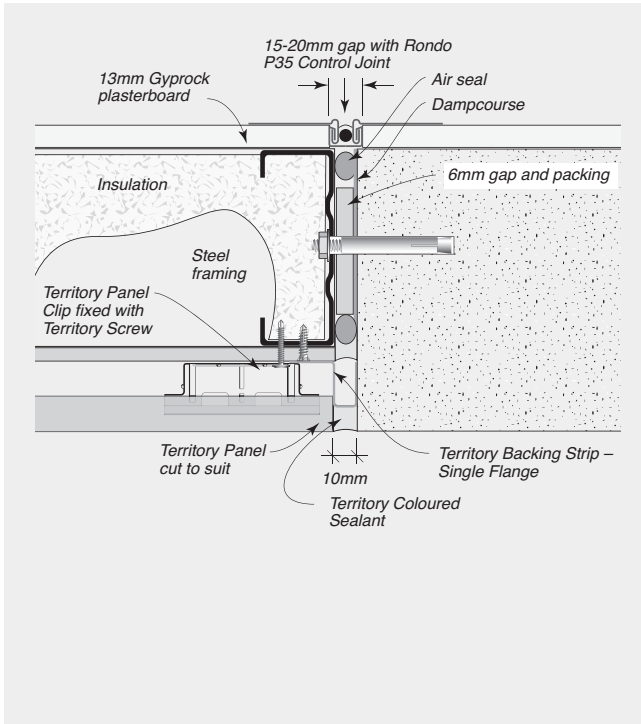 15-20mm gap with Rondo
P35 Control Joint
13mm Gyprock
plasterboard
Air seal
Dampcourse
6mm gap and packing
Insulation
Steel
framing
Territory Panel
Clip fixed with
Territory Screw
Territory Panel
cut to suit
10mm
Territory Backing Strip –
Single Flange
Territory Coloured
Sealant